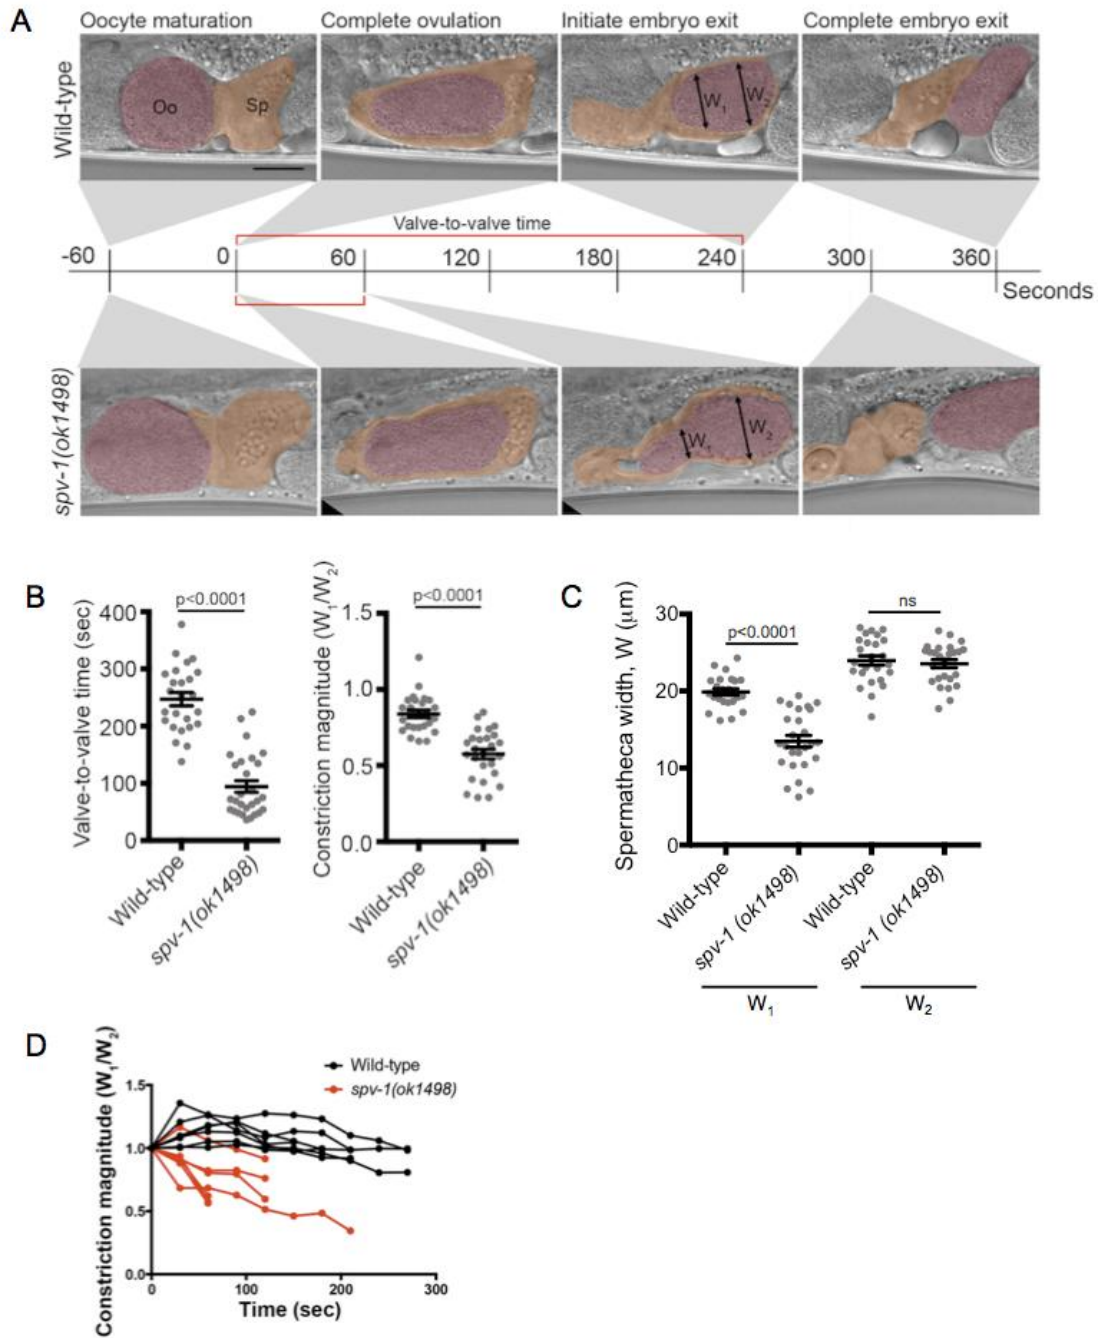 A
Oocyte maturation
Complete ovulation
Initiate embryo exit
Complete embryo exit
Wild-type
Oo
Sp
W₁
W₂
Valve-to-valve time
-60
0
60
120
180
240
300
360
Seconds
spv-1(ok1498)
W₁
W₂
B
Valve-to-valve time (sec)
400
300
200
100
0
p<0.0001
Wild-type
spv-1(ok1498)
Constriction magnitude (W₁/W₂)
1.5
1.0
0.5
0.0
p<0.0001
Wild-type
spv-1(ok1498)
C
Spermatheca width, W (μm)
30
20
10
0
p<0.0001
ns
Wild-type
spv-1 (ok1498)
Wild-type
spv-1 (ok1498)
W₁
W₂
D
Constriction magnitude (W₁/W₂)
1.5
1.0
0.5
0.0
Wild-type
spv-1(ok1498)
0
100
200
300
Time (sec)